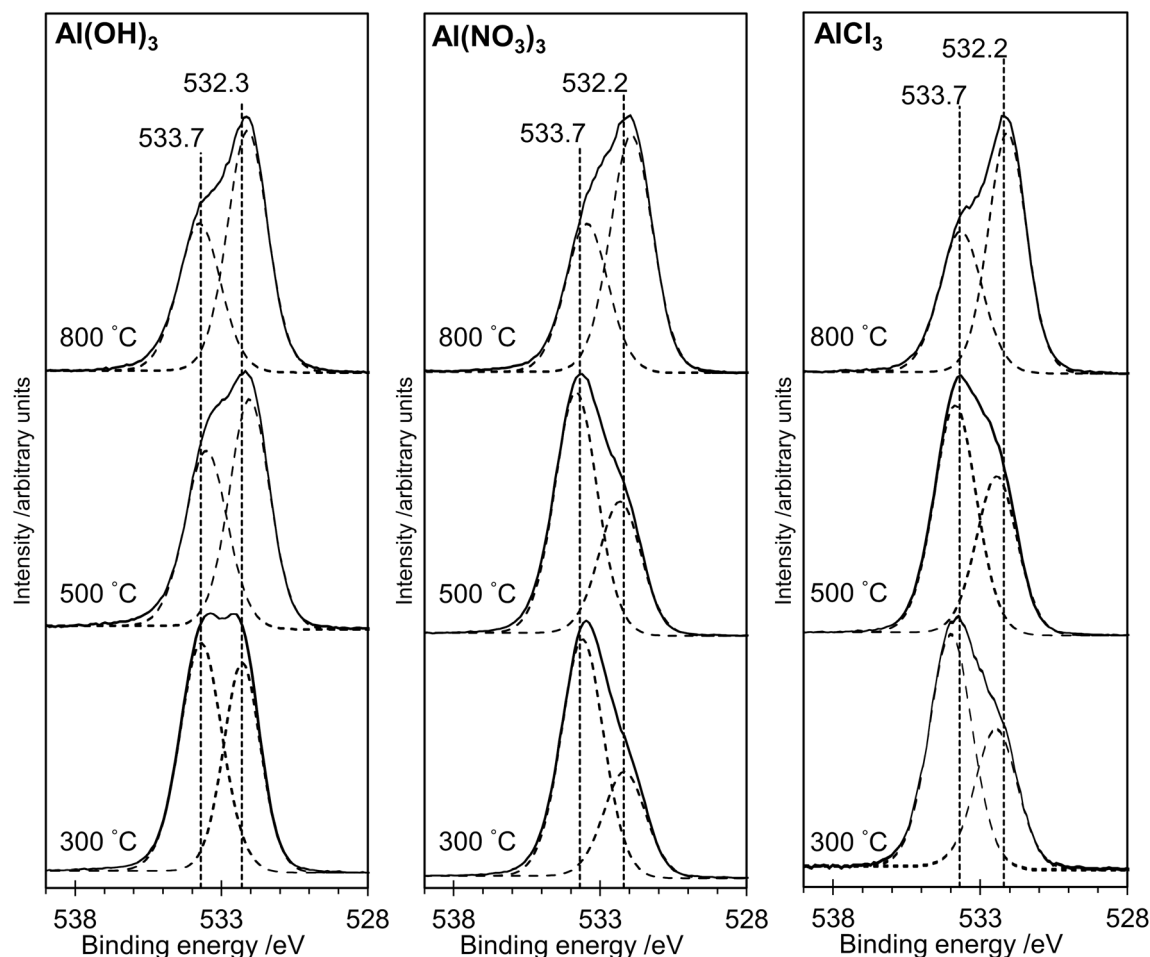 Al(OH)₃
532.3
533.7
800 °C
500 °C
300 °C
Intensity /arbitrary units
538 533 528
Binding energy /eV
Al(NO₃)₃
532.2
533.7
800 °C
500 °C
300 °C
Intensity /arbitrary units
538 533 528
Binding energy /eV
AlCl₃
532.2
533.7
800 °C
500 °C
300 °C
Intensity /arbitrary units
538 533 528
Binding energy /eV